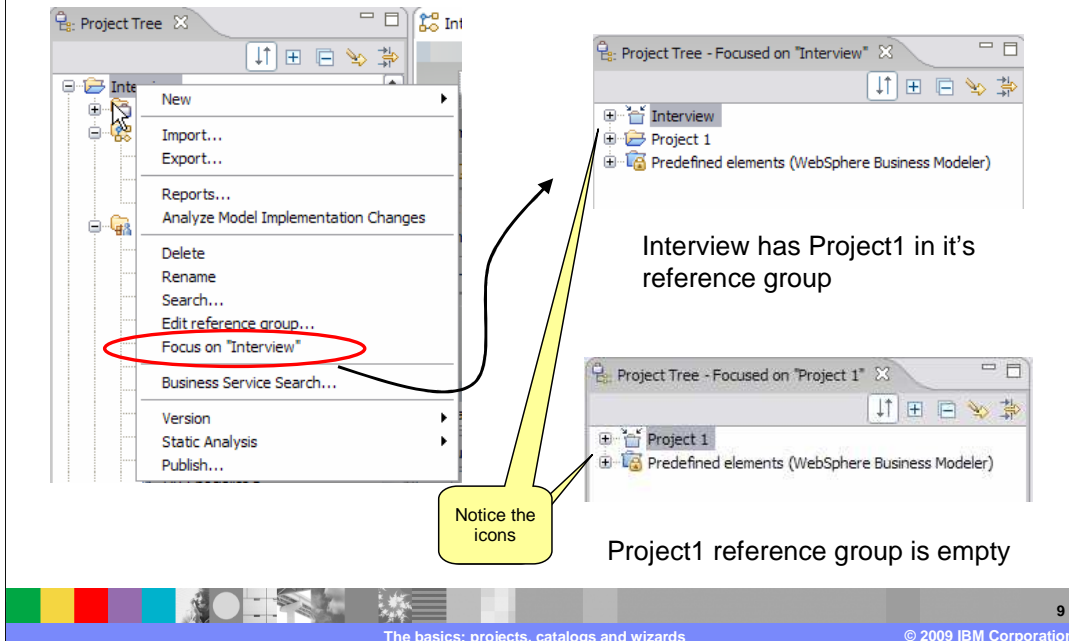 Project Tree
Int
Inte
New
Import...
Export...
Reports...
Analyze Model Implementation Changes
Delete
Rename
Search...
Edit reference group...
Focus on "Interview"
Business Service Search...
Version
Static Analysis
Publish...
Project Tree - Focused on "Interview"
Interview
Project 1
Predefined elements (WebSphere Business Modeler)
Interview has Project1 in it's
reference group
Project Tree - Focused on "Project 1"
Project 1
Predefined elements (WebSphere Business Modeler)
Notice the
icons
Project1 reference group is empty
9
The basics: projects, catalogs and wizards
© 2009 IBM Corporation